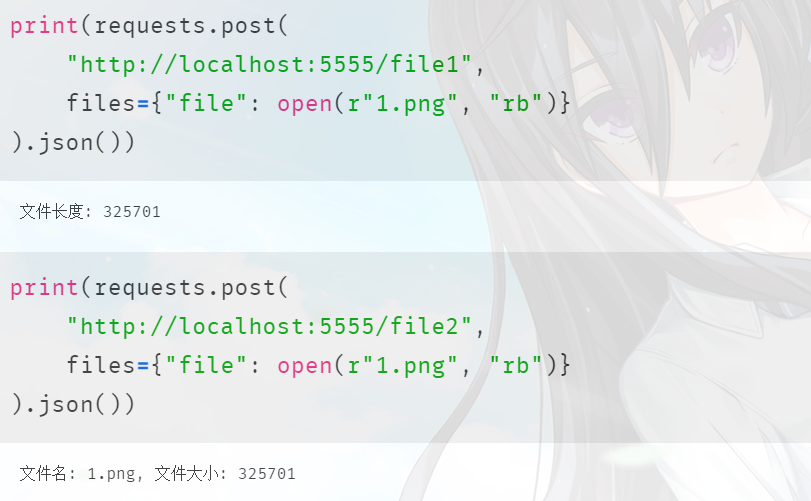 print(requests.post(
    "http://localhost:5555/file1",
    files={"file": open(r"1.png", "rb")}
).json())
文件长度: 325701
print(requests.post(
    "http://localhost:5555/file2",
    files={"file": open(r"1.png", "rb")}
).json())
文件名: 1.png, 文件大小: 325701